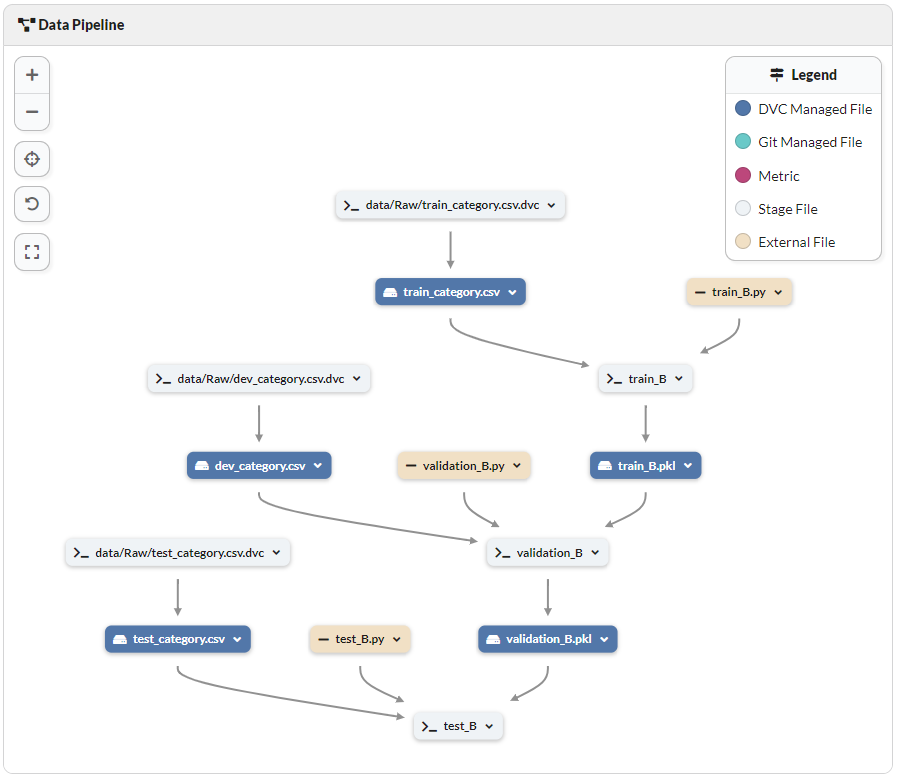 Data Pipeline
Legend
DVC Managed File
Git Managed File
Metric
Stage File
External File
data/Raw/train_category.csv.dvc
train_category.csv
train_B.py
data/Raw/dev_category.csv.dvc
train_B
dev_category.csv
validation_B.py
train_B.pkl
data/Raw/test_category.csv.dvc
validation_B
test_category.csv
test_B.py
validation_B.pkl
test_B